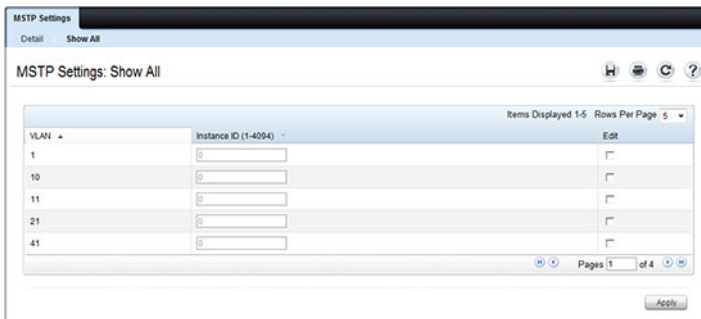 MSTP Settings
Detail Show All
MSTP Settings: Show All
?
Items Displayed 1-5 Rows Per Page 5
VLAN Instance ID (1-4094) Edit
1 0
10 0
11 0
21 0
41 0
Pages 1 of 4
Apply